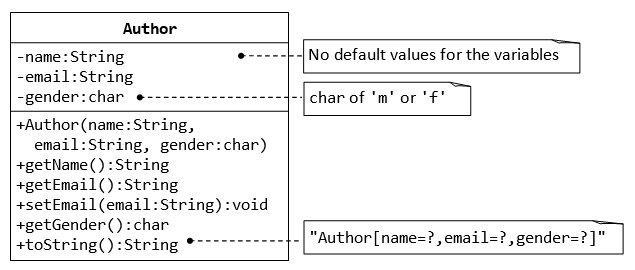 Author
-name:String
-email:String
-gender:char
No default values for the variables
char of 'm' or 'f'
+Author(name:String,
email:String, gender:char)
+getName():String
+getEmail():String
+setEmail(email:String):void
+getGender():char
+toString():String
"Author[name=?,email=?,gender=?]"